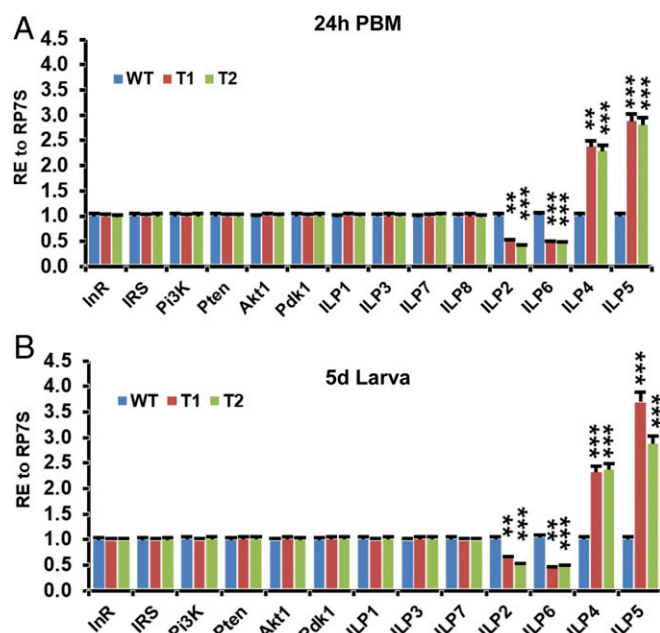 A
24h PBM
4.5
4.0
3.5
3.0
2.5
2.0
1.5
1.0
0.5
0.0
RE to RP7S
WT T1 T2
** *** *** *** ** *** *** ***
InR IRS Pi3K Pten Akt1 Pdk1 ILP1 ILP3 ILP7 ILP8 ILP2 ILP6 ILP4 ILP5
B
5d Larva
4.5
4.0
3.5
3.0
2.5
2.0
1.5
1.0
0.5
0.0
RE to RP7S
WT T1 T2
** *** ** *** *** *** *** ***
InR IRS Pi3K Pten Akt1 Pdk1 ILP1 ILP3 ILP7 ILP2 ILP6 ILP4 ILP5